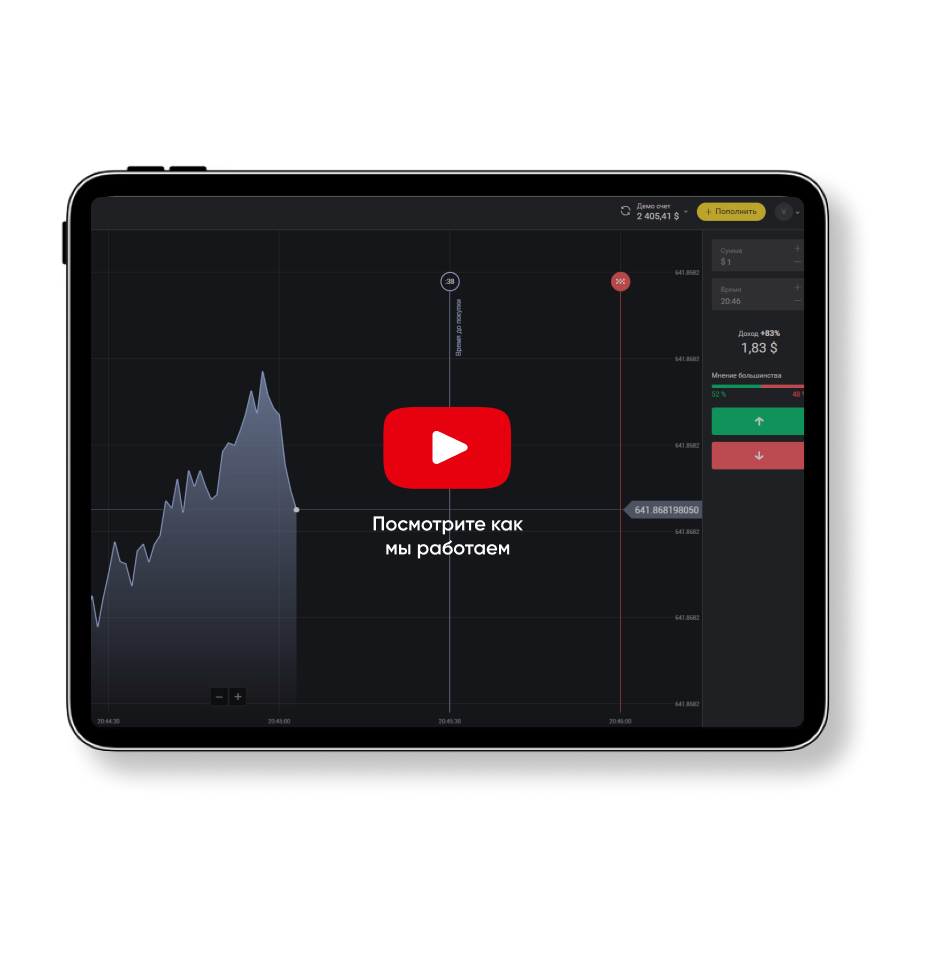 Демо счет
2 405,41 $
+ Пополнить
V
Сумма
$ 1
641.8682
:38
Время
20:46
Время до покупки
Доход +83%
1,83 $
641.8682
Мнение большинства
52 %
48 %
641.8682
641.868198050
Посмотрите как
мы работаем
641.8682
641.8682
641.8682
20:44:30
20:45:00
20:45:30
20:46:00